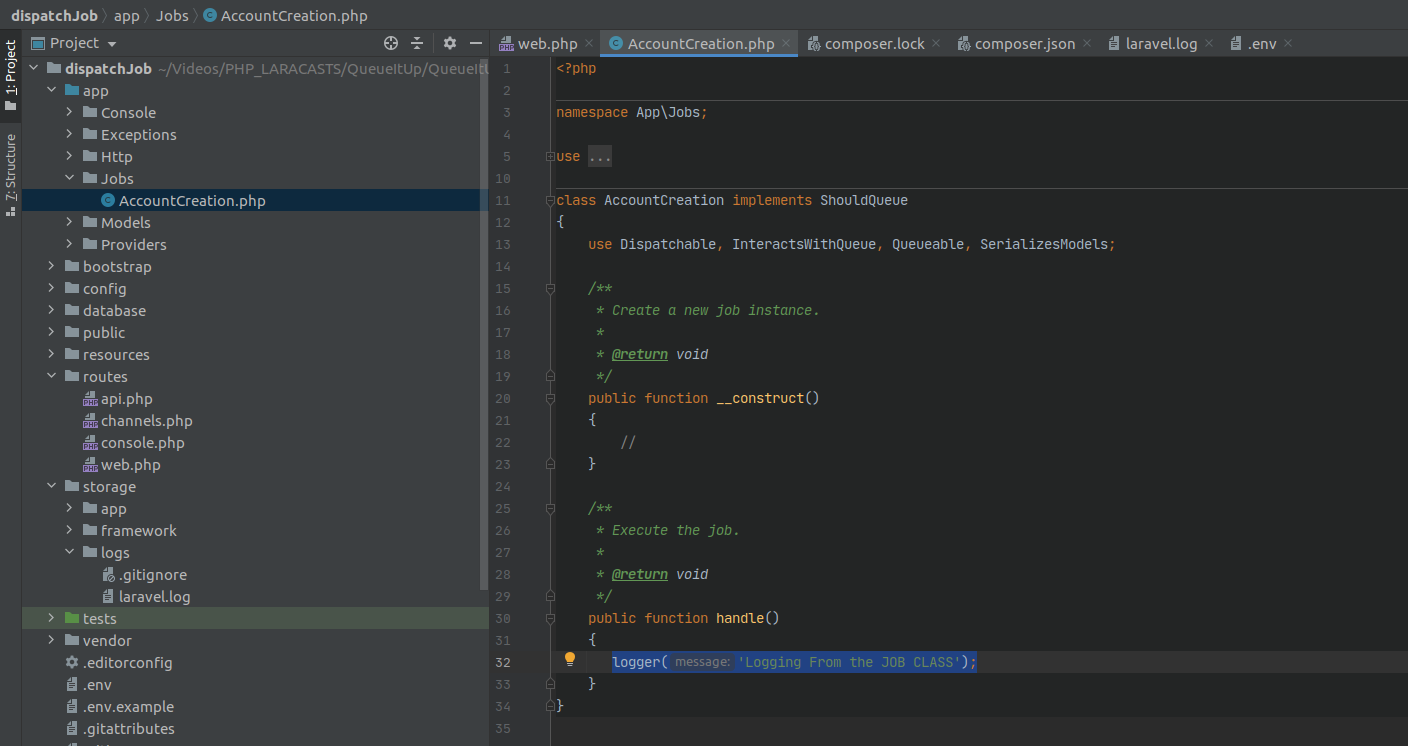 dispatchJob 〉 app 〉 Jobs 〉 AccountCreation.php
1: Project
7: Structure
Project
dispatchJob ~/Videos/PHP_LARACASTS/QueueItUp/QueueItU
app
Console
Exceptions
Http
Jobs
AccountCreation.php
Models
Providers
bootstrap
config
database
public
resources
routes
api.php
channels.php
console.php
web.php
storage
app
framework
logs
.gitignore
laravel.log
tests
vendor
.editorconfig
.env
.env.example
.gitattributes
web.php AccountCreation.php composer.lock composer.json laravel.log .env
1 <?php
2
3 namespace App\Jobs;
4
5 use ...
10
11 class AccountCreation implements ShouldQueue
12 {
13     use Dispatchable, InteractsWithQueue, Queueable, SerializesModels;
14
15     /**
16      * Create a new job instance.
17      *
18      * @return void
19      */
20     public function __construct()
21     {
22         //
23     }
24
25     /**
26      * Execute the job.
27      *
28      * @return void
29      */
30     public function handle()
31     {
32        logger( message: 'Logging From the JOB CLASS');
33     }
34 }
35